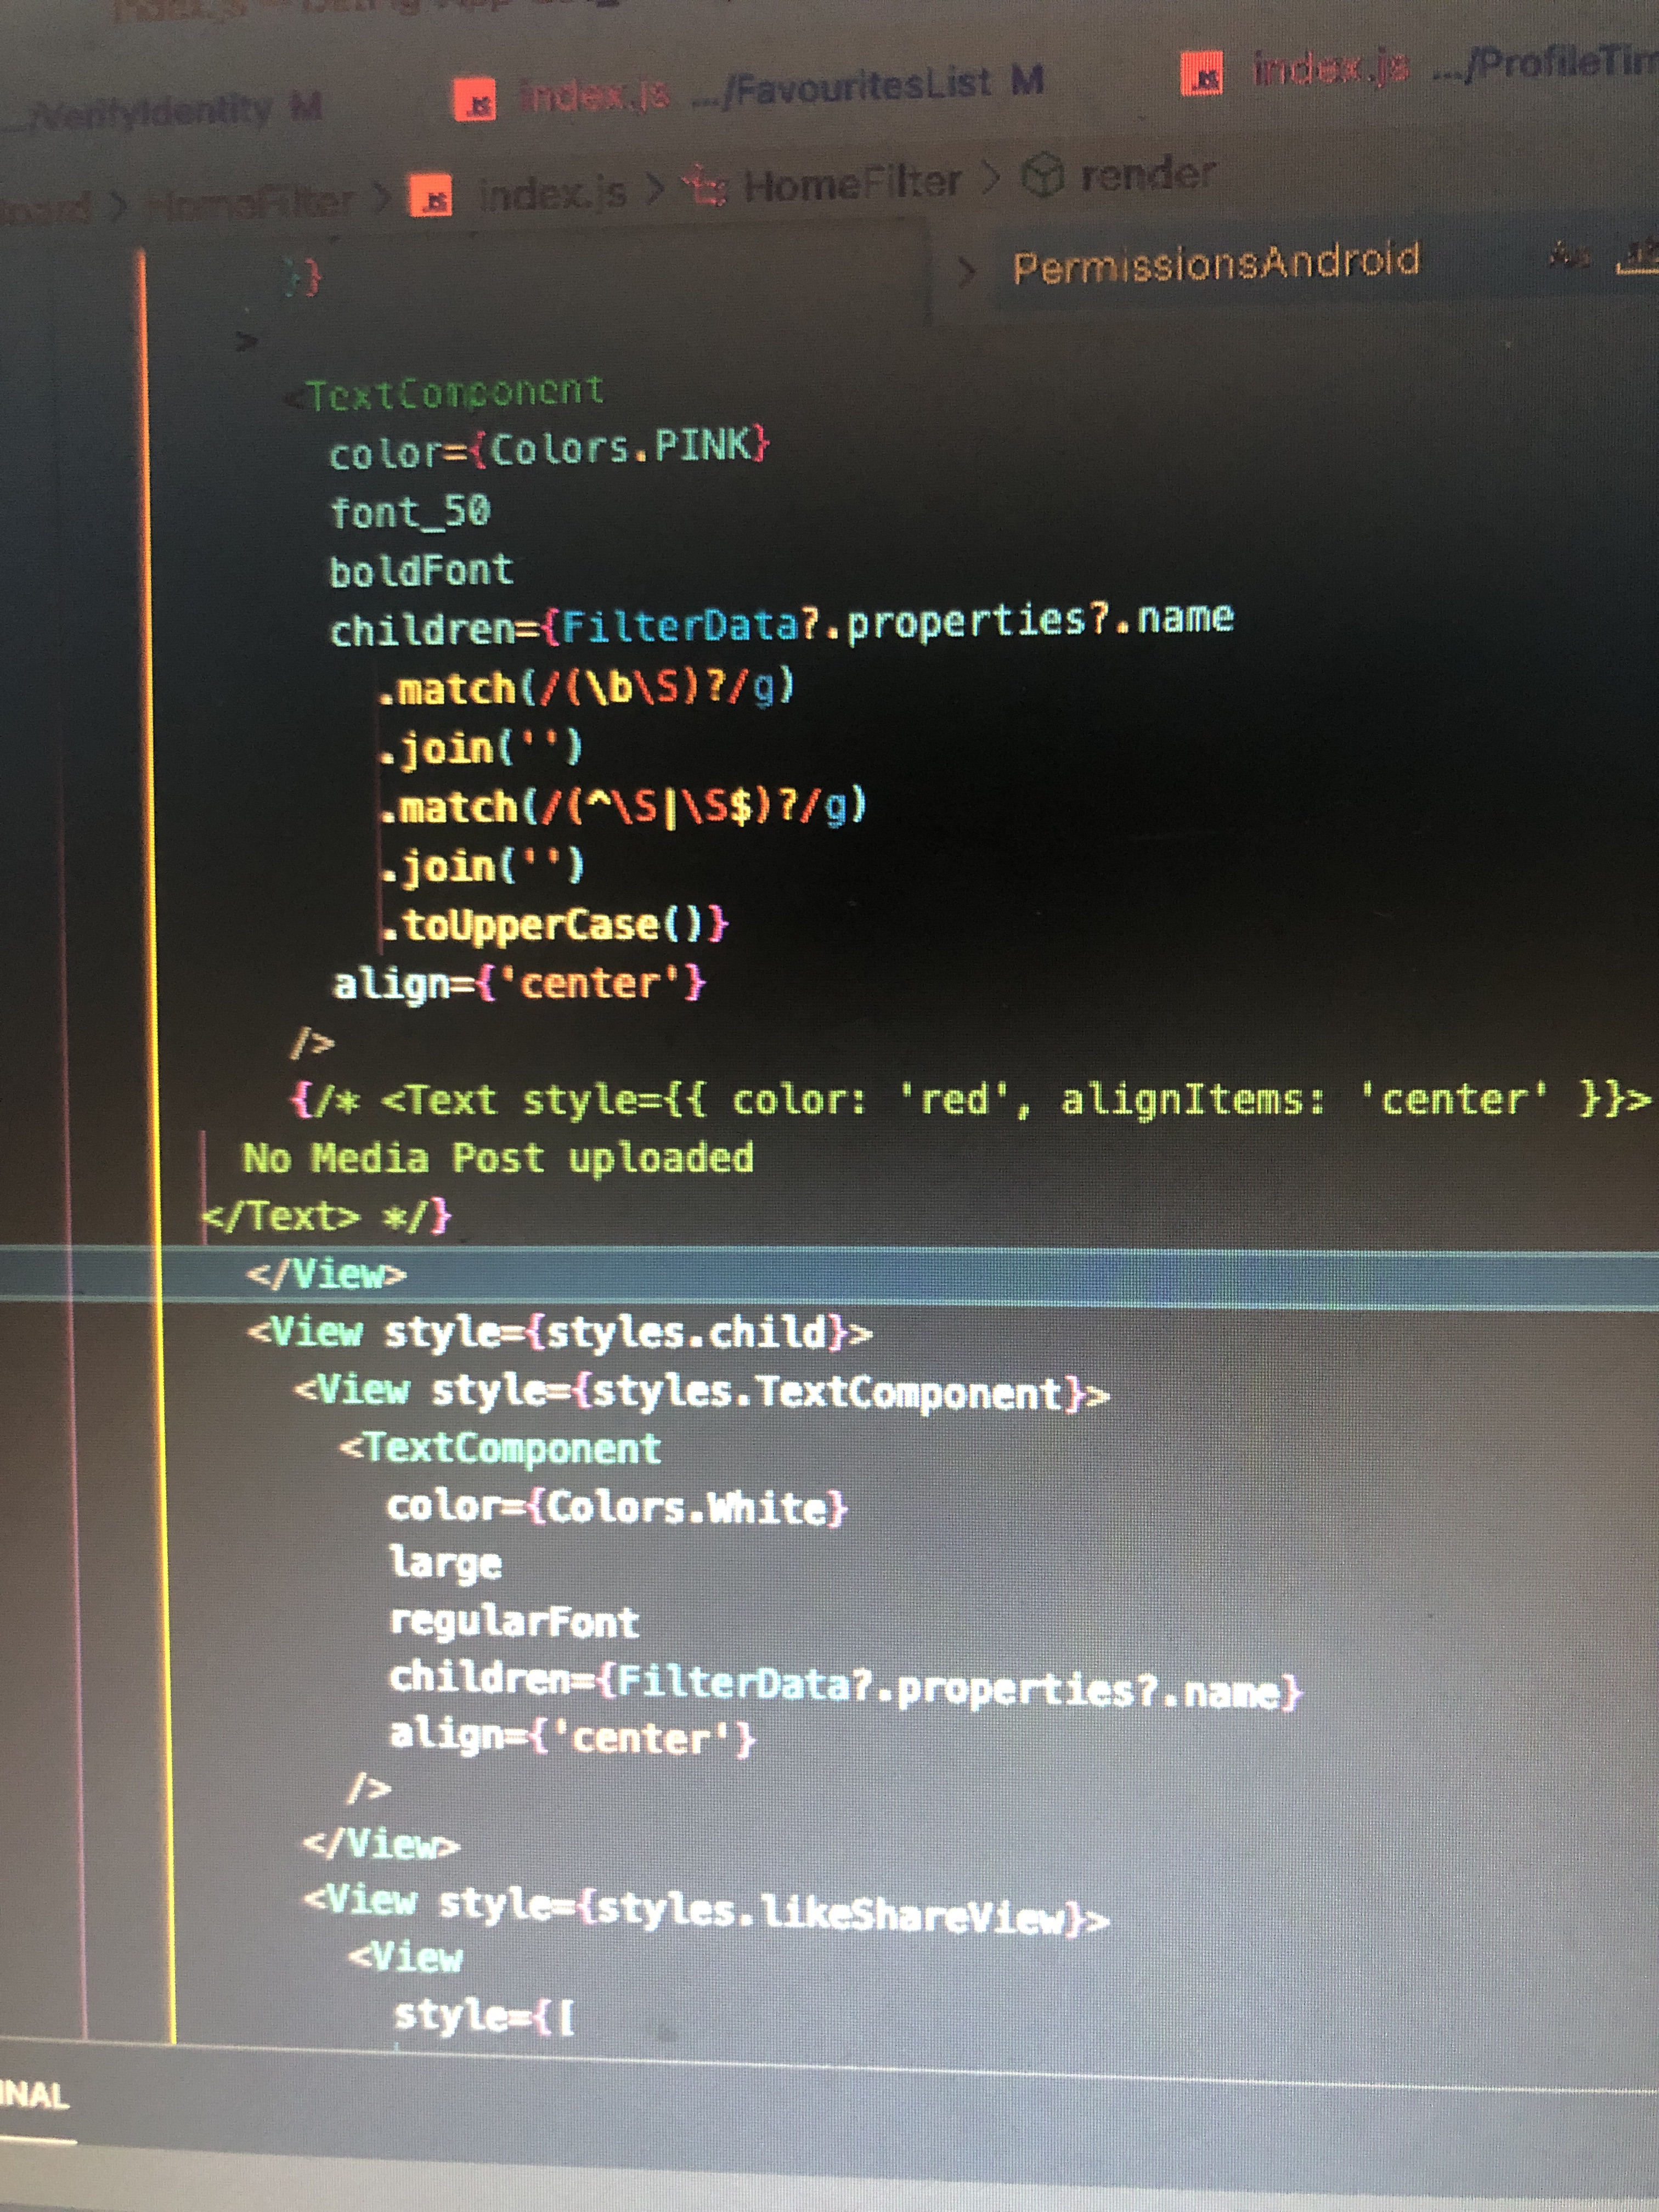 .../VerifyIdentity M JS index.js .../FavouritesList M JS index.js
> HomeFilter > JS index.js > HomeFilter > render
}}
> PermissionsAndroid
>
<TextComponent
color={Colors.PINK}
font_50
boldFont
children={FilterData?.properties?.name
.match(/(\b\S)?/g)
.join('')
.match(/(^\S|\S$)?/g)
.join('')
.toUpperCase()}
align={'center'}
/>
{/* <Text style={{ color: 'red', alignItems: 'center' }}>
No Media Post uploaded
</Text> */}
</View>
<View style={styles.child}>
<View style={styles.TextComponent}>
<TextComponent
color={Colors.White}
large
regularFont
children={FilterData?.properties?.name}
align={'center'}
/>
</View>
<View style={styles.likeShareView}>
<View
style={[